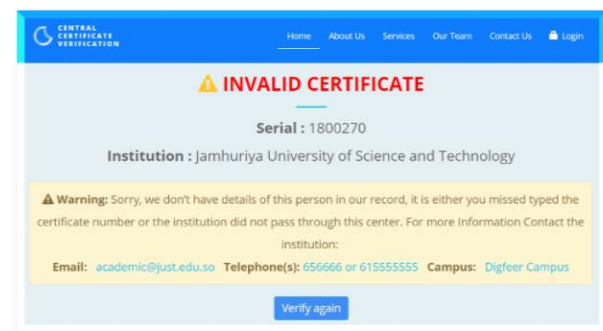 CENTRAL
CERTIFICATE
VERIFICATION
Home About Us Services Our Team Contact Us Login
INVALID CERTIFICATE
Serial : 1800270
Institution : Jamhuriya University of Science and Technology
Warning: Sorry, we don't have details of this person in our record, it is either you missed typed the
certificate number or the institution did not pass through this center. For more Information Contact the
institution:
Email: academic@just.edu.so Telephone(s): 656666 or 615555555 Campus: Digfeer Campus
Verify again